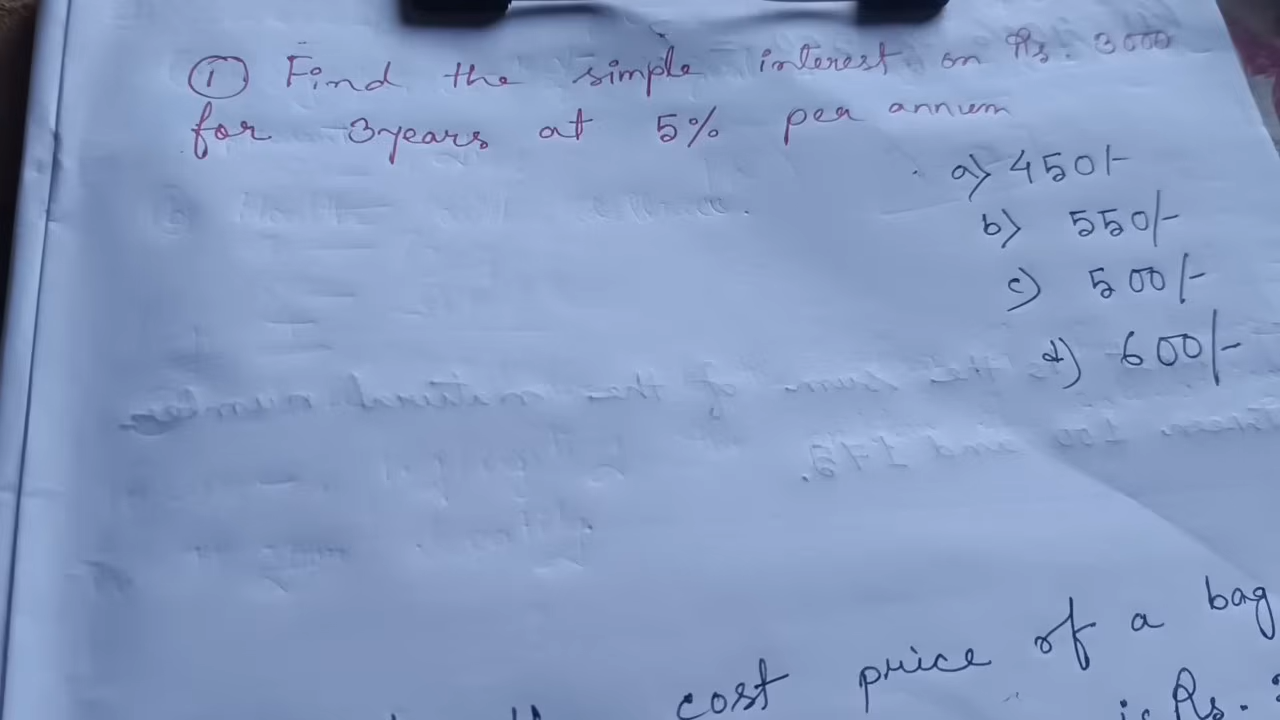 ① Find the simple interest on Rs. 3000
for 3years at 5% per annum
a) 450/-
b) 550/-
c) 500/-
d) 600/-
cost price of a bag
is Rs.